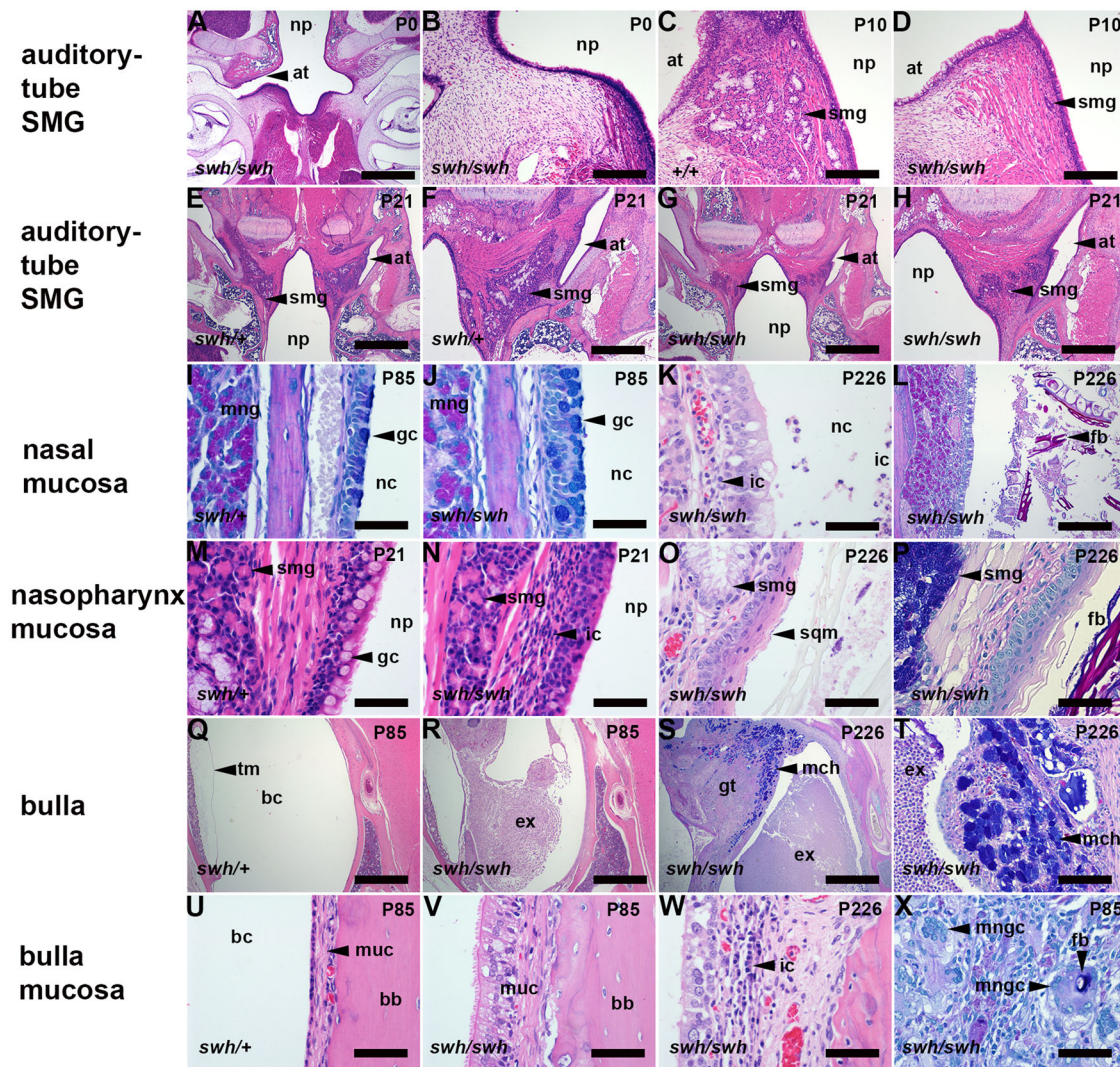 auditory-
tube
SMG
A
np
P0
at
swh/swh
B
P0
np
swh/swh
C
P10
at
np
smg
+/+
D
P10
at
np
smg
swh/swh
auditory-
tube
SMG
E
P21
at
smg
swh/+
np
F
P21
at
smg
swh/+
G
P21
at
smg
swh/swh
np
H
P21
at
np
smg
swh/swh
nasal
mucosa
I
P85
mng
gc
nc
swh/+
J
P85
mng
gc
nc
swh/swh
K
P226
nc
ic
ic
swh/swh
L
P226
fb
swh/swh
nasopharynx
mucosa
M
P21
smg
gc
swh/+
N
P21
smg
np
ic
swh/swh
O
P226
smg
sqm
swh/swh
P
P226
smg
fb
swh/swh
bulla
Q
P85
tm
bc
swh/+
R
P85
ex
swh/swh
S
P226
mch
gt
ex
swh/swh
T
P226
ex
mch
swh/swh
bulla
mucosa
U
P85
bc
muc
bb
swh/+
V
P85
muc
bb
swh/swh
W
P226
ic
swh/swh
X
P85
mngc
fb
mngc
swh/swh